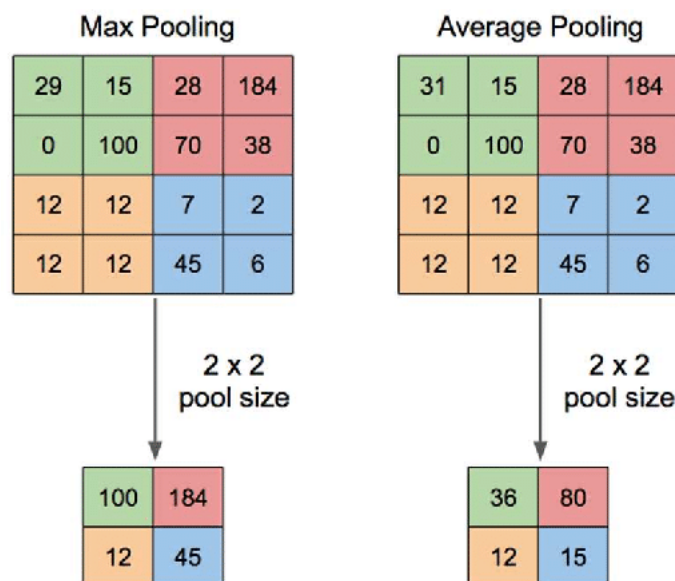 Max Pooling
29 15 28 184
0 100 70 38
12 12 7 2
12 12 45 6
2 x 2
pool size
100 184
12 45
Average Pooling
31 15 28 184
0 100 70 38
12 12 7 2
12 12 45 6
2 x 2
pool size
36 80
12 15